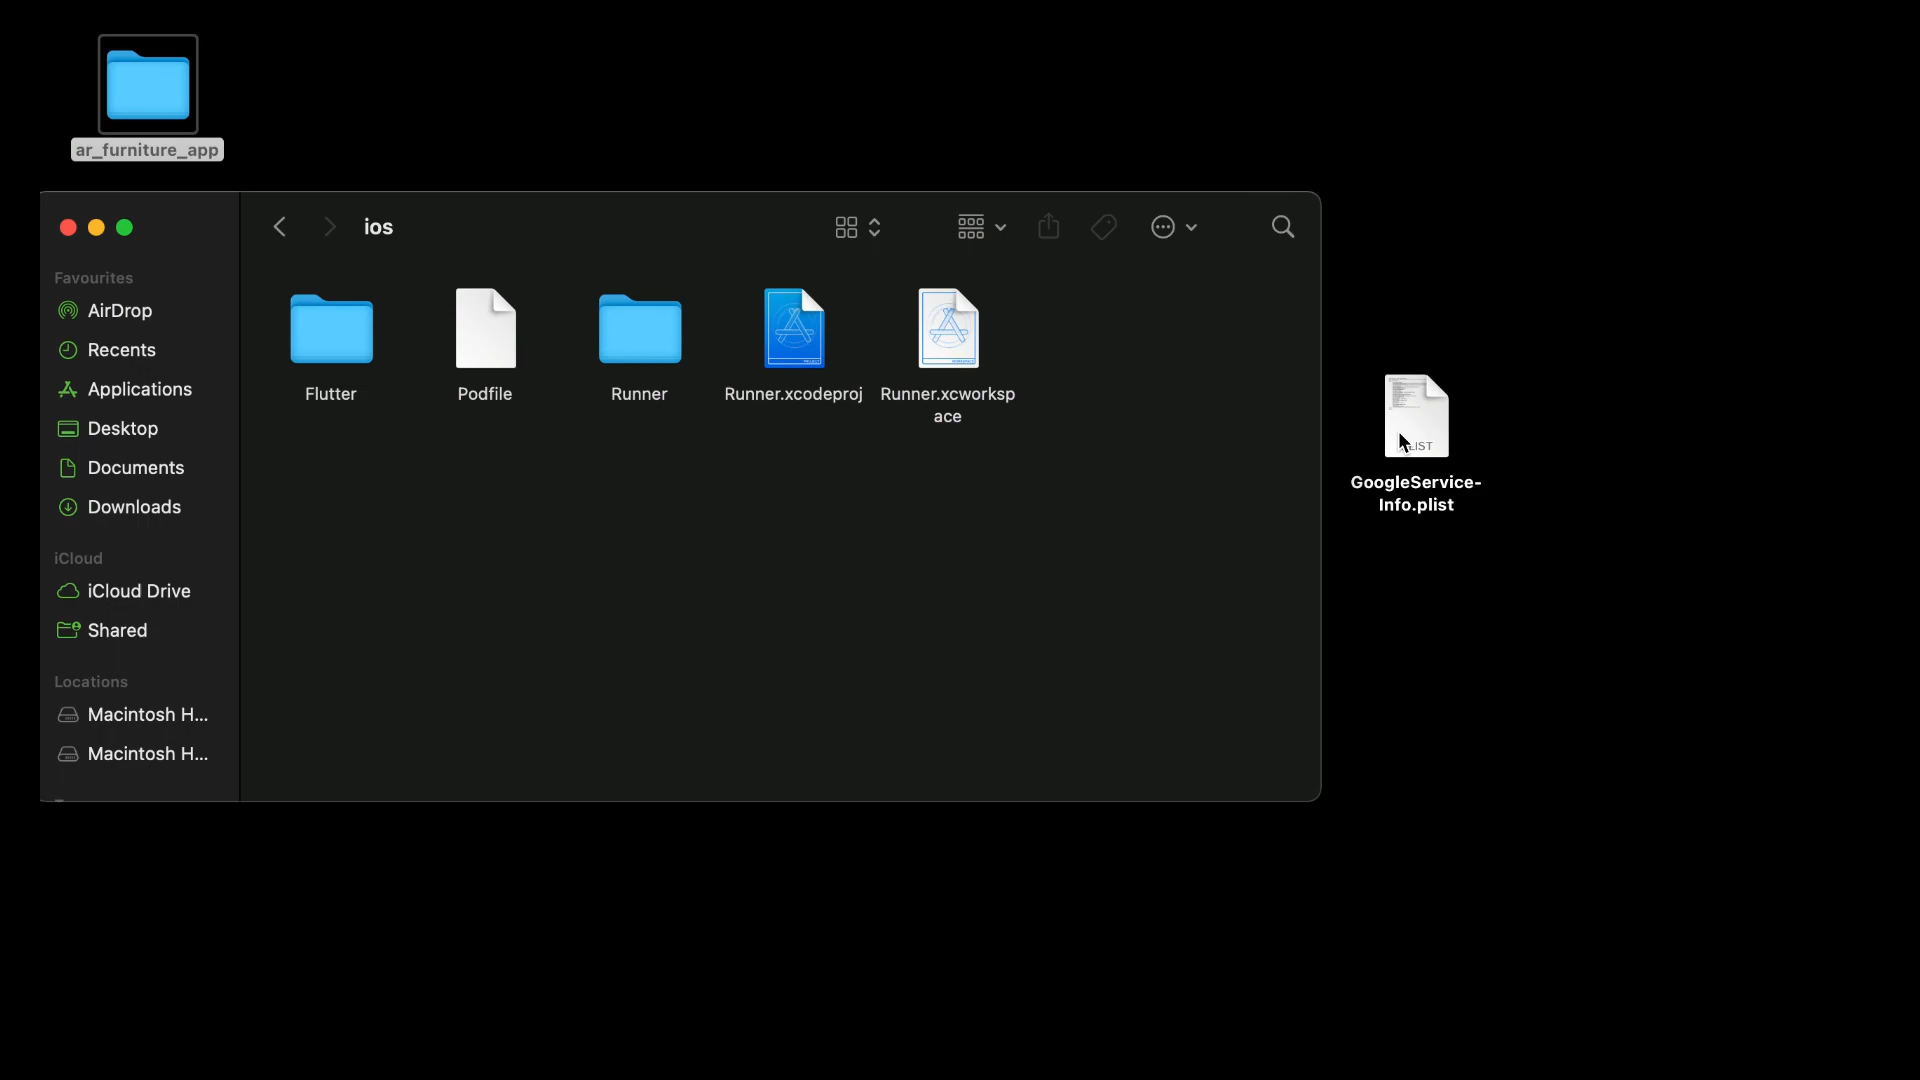 ar_furniture_app
ios
Favourites
AirDrop
Recents
Applications
Desktop
Documents
Downloads
iCloud
iCloud Drive
Shared
Locations
Macintosh H...
Macintosh H...
Flutter
Podfile
Runner
Runner.xcodeproj
Runner.xcworksp
ace
GoogleService-
Info.plist